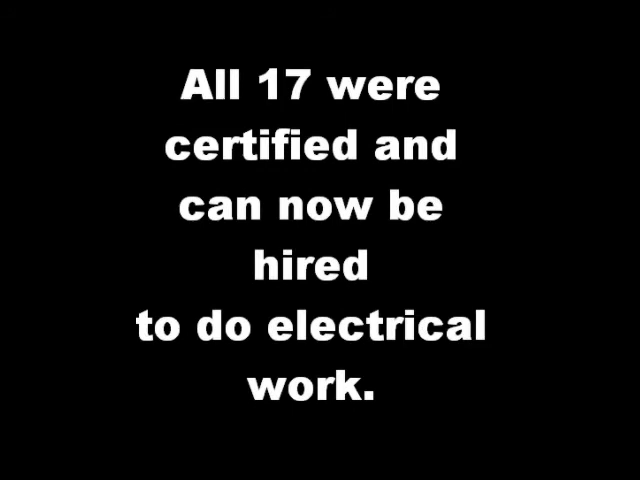 All 17 were
certified and
can now be
hired
to do electrical
work.